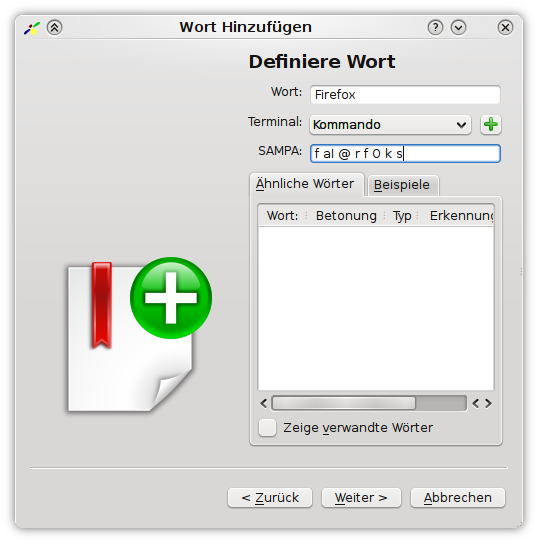 Wort Hinzufügen
Definiere Wort
Wort: Firefox
Terminal: Kommando
SAMPA: f aI @ r f O k s
Ähnliche Wörter Beispiele
Wort: Betonung Typ Erkennung
Zeige verwandte Wörter
< Zurück Weiter > Abbrechen